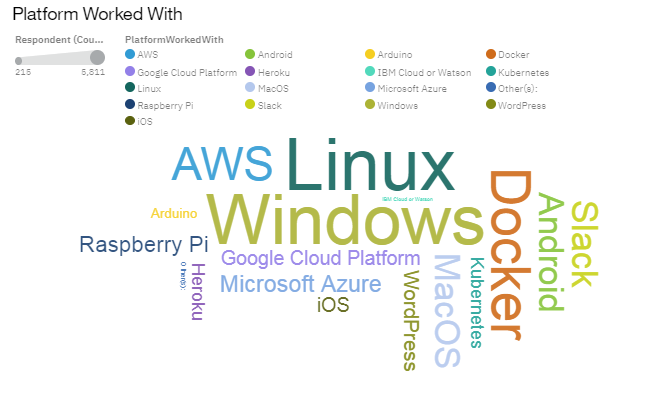 Platform Worked With
Respondent (Cou...
215 5,811
PlatformWorkedWith
AWS Android Arduino Docker
Google Cloud Platform Heroku IBM Cloud or Watson Kubernetes
Linux MacOS Microsoft Azure Other(s):
Raspberry Pi Slack Windows WordPress
iOS
AWS
Linux
IBM Cloud or Watson
Arduino
Windows
Docker
Android
Slack
Raspberry Pi
Google Cloud Platform
Other(s):
Heroku
Microsoft Azure
iOS
WordPress
MacOS
Kubernetes